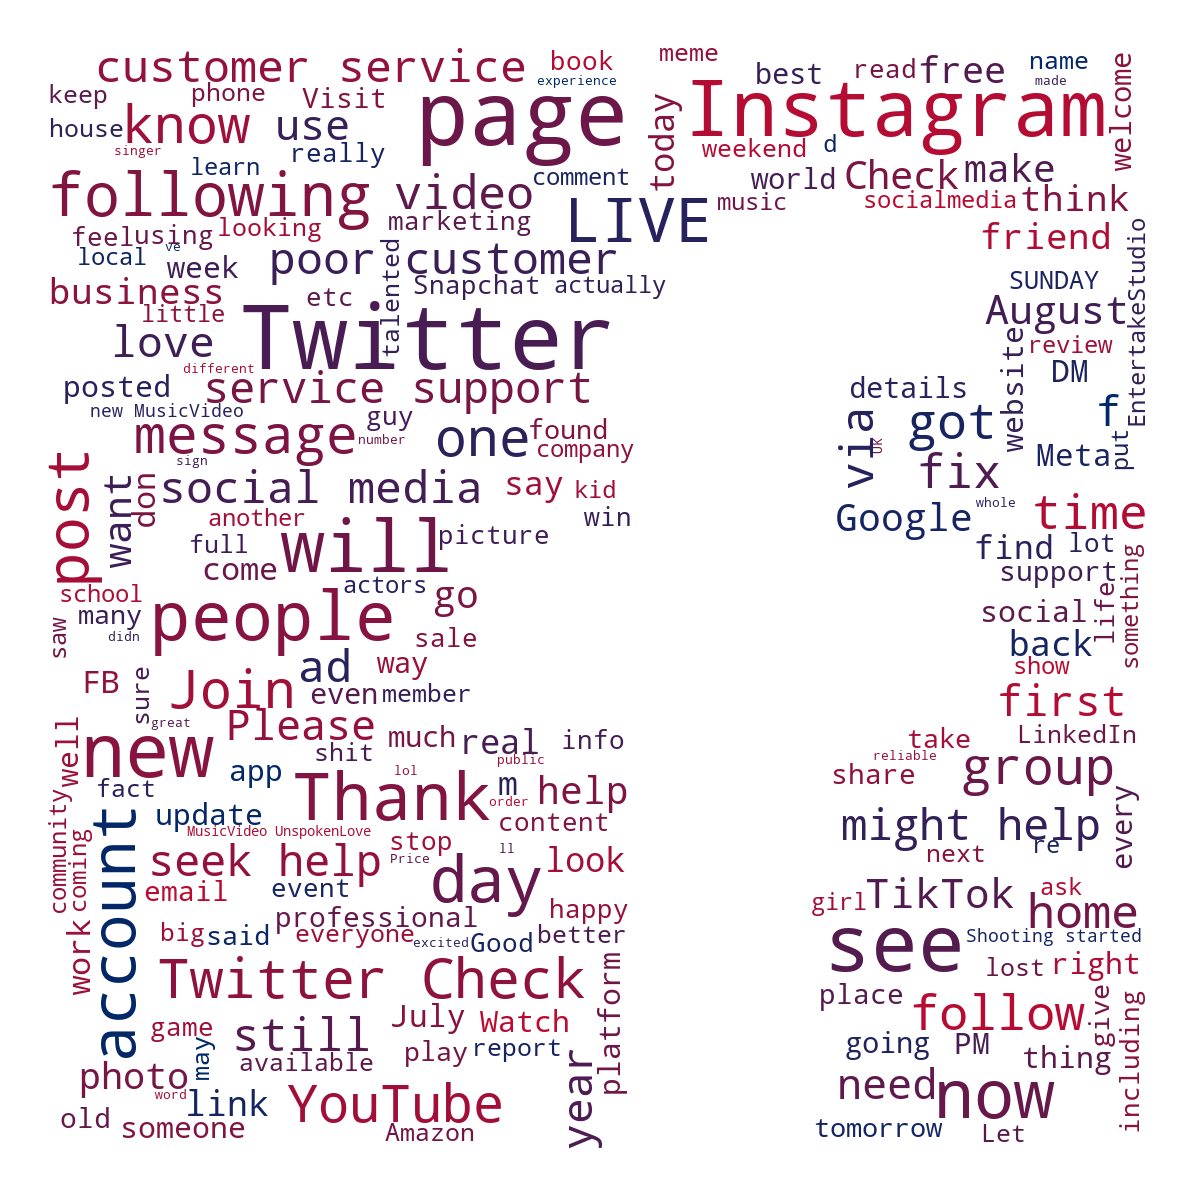 customer service
book
experience
meme
best
read
free
name
made
welcome
keep
phone
Visit
page
Instagram
house
know
use
today
singer
learn
really
weekend
d
comment
world
Check
make
following
video
marketing
LIVE
music
socialmedia
think
feel
using
looking
friend
local
ve
week
poor customer
talented
SUNDAY
EntertakeStudio
business
etc
Snapchat
actually
August
little
love
Twitter
website
review
different
posted
service support
details
DM
new MusicVideo
guy
via
got
f
message
number
one
found
company
UK
Meta
put
sign
fix
post
want
don
social media
say
kid
whole
another
win
Google
time
full
will
picture
find
lot
come
actors
support
school
people
go
life
something
many
social
saw
didn
sale
back
ad
way
show
FB
sure
Join
even
member
first
great
Please
well
new
shit
much
real
info
LinkedIn
take
public
reliable
app
lol
share
group
fact
Thank
m
help
order
update
content
might help
every
community
MusicVideo UnspokenLove
stop
re
coming
account
seek help
Price
ll
look
next
email
event
day
girl
TikTok
ask
professional
happy
home
work
big
said
everyone
excited
Good
better
see
Shooting started
Twitter Check
platform
lost
right
place
follow
give
including
game
still
July
Watch
may
available
play
report
year
going
PM
thing
photo
word
link
YouTube
need
now
old
someone
Amazon
tomorrow
Let